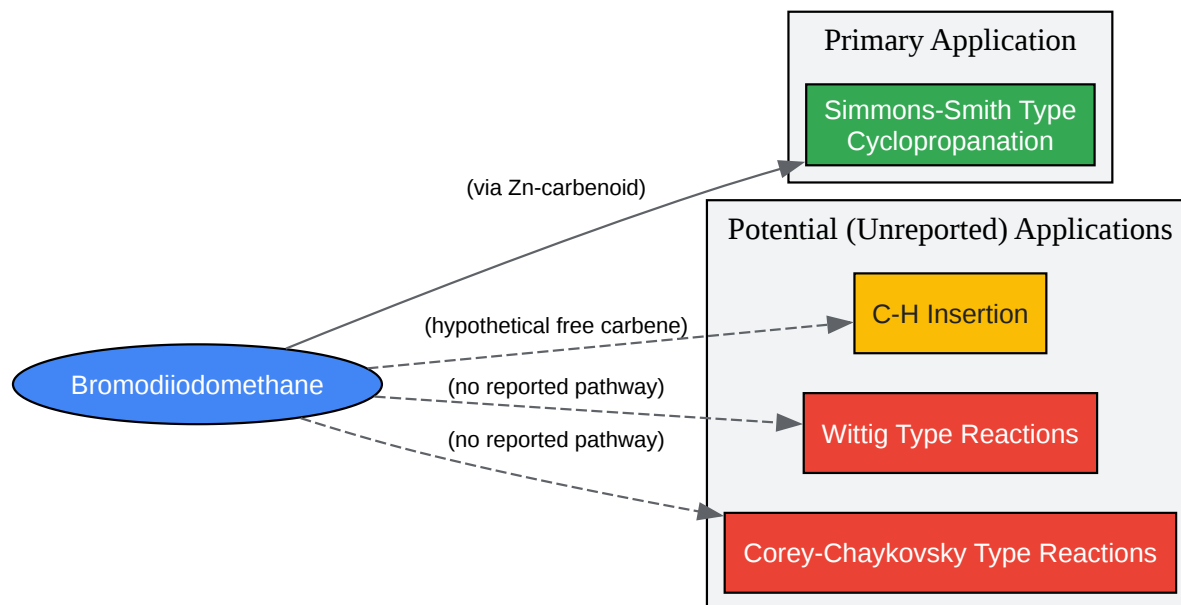 Primary Application
Simmons-Smith Type
Cyclopropanation
(via Zn-carbenoid)
Potential (Unreported) Applications
C-H Insertion
(hypothetical free carbene)
Bromodiiodomethane
(no reported pathway)
Wittig Type Reactions
(no reported pathway)
Corey-Chaykovsky Type Reactions